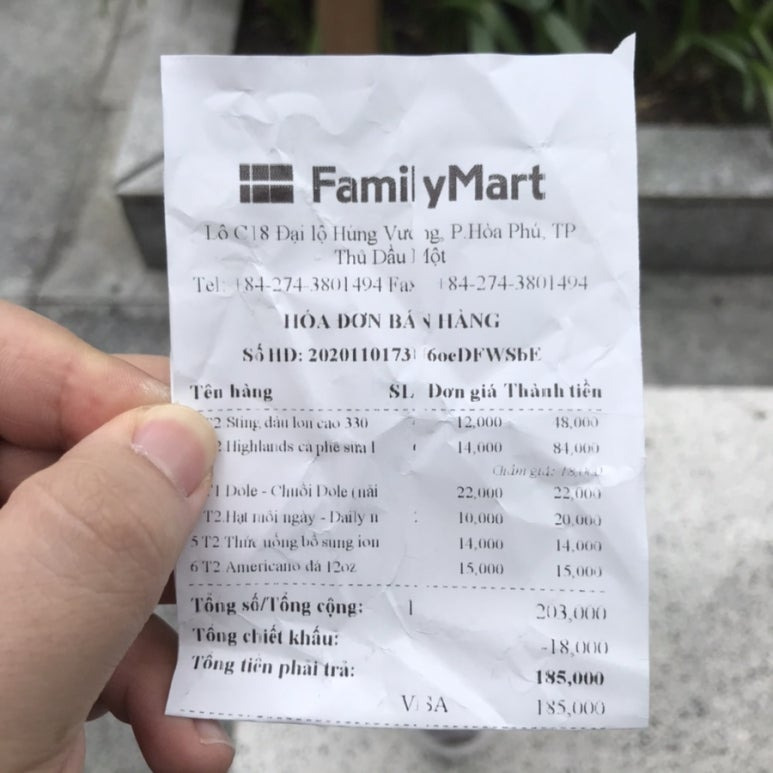 FamilyMart
Lô C18 Đại lộ Hùng Vương, P.Hòa Phú, TP
Thủ Dầu Một
Tel: +84-274-3801494 Fax +84-274-3801494
HÓA ĐƠN BÁN HÀNG
Số HD:
Tên hàng SL Đơn giá Thành tiền
T2 Sting dâu lon cao 330 12,000 48,000
Highlands cà phê sữa l 14,000 84,000
Giảm giá: 18,000
T1 Dole - Chuối Dole (nải 22,000 22,000
T2.Hạt mỗi ngày - Daily n 10,000 20,000
5 T2 Thức uống bổ sung ion 14,000 14,000
6 T2 Americano đá 12oz 15,000 15,000
Tổng số/Tổng cộng: 203,000
Tổng chiết khấu: -18,000
Tổng tiền phải trả: 185,000
VISA 185,000